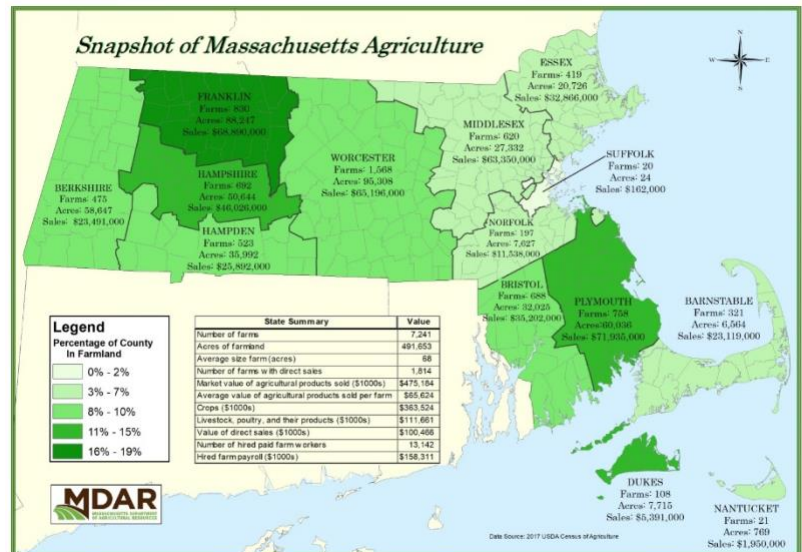 Snapshot of Massachusetts Agriculture
N
W
E
S
ESSEX
Farms: 419
Acres: 20,726
Sales: $32,866,000
FRANKLIN
Farms: 830
Acres: 88,247
Sales: $68,890,000
MIDDLESEX
Farms: 620
Acres: 27,332
Sales: $63,350,000
SUFFOLK
Farms: 20
Acres: 24
Sales: $162,000
WORCESTER
Farms: 1,568
Acres: 95,308
Sales: $65,196,000
HAMPSHIRE
Farms: 692
Acres: 50,644
Sales: $46,026,000
BERKSHIRE
Farms: 475
Acres: 58,647
Sales: $23,491,000
HAMPDEN
Farms: 523
Acres: 35,992
Sales: $25,892,000
NORFOLK
Farms: 197
Acres: 7,627
Sales: $11,538,000
BRISTOL
Farms: 688
Acres: 32,025
Sales: $35,202,000
PLYMOUTH
Farms: 758
Acres:60,036
Sales: $71,935,000
BARNSTABLE
Farms: 321
Acres: 6,564
Sales: $23,119,000
Legend
Percentage of County
In Farmland
0% - 2%
3% - 7%
8% - 10%
11% - 15%
16% - 19%
State Summary Value
Number of farms 7,241
Acres of farmland 491,653
Average size farm (acres) 68
Number of farms with direct sales 1,814
Market value of agricultural products sold ($1000s) $475,184
Average value of agricultural products sold per farm $65,624
Crops ($1000s) $363,524
Livestock, poultry, and their products ($1000s) $111,661
Value of direct sales ($1000s) $100,466
Number of hired paid farm workers 13,142
Hired farm payroll ($1000s) $158,311
MDAR
MASSACHUSETTS DEPARTMENT
OF AGRICULTURAL RESOURCES
DUKES
Farms: 108
Acres: 7,715
Sales: $5,391,000
NANTUCKET
Farms: 21
Acres: 769
Sales: $1,950,000
Data Source: 2017 USDA Census of Agriculture